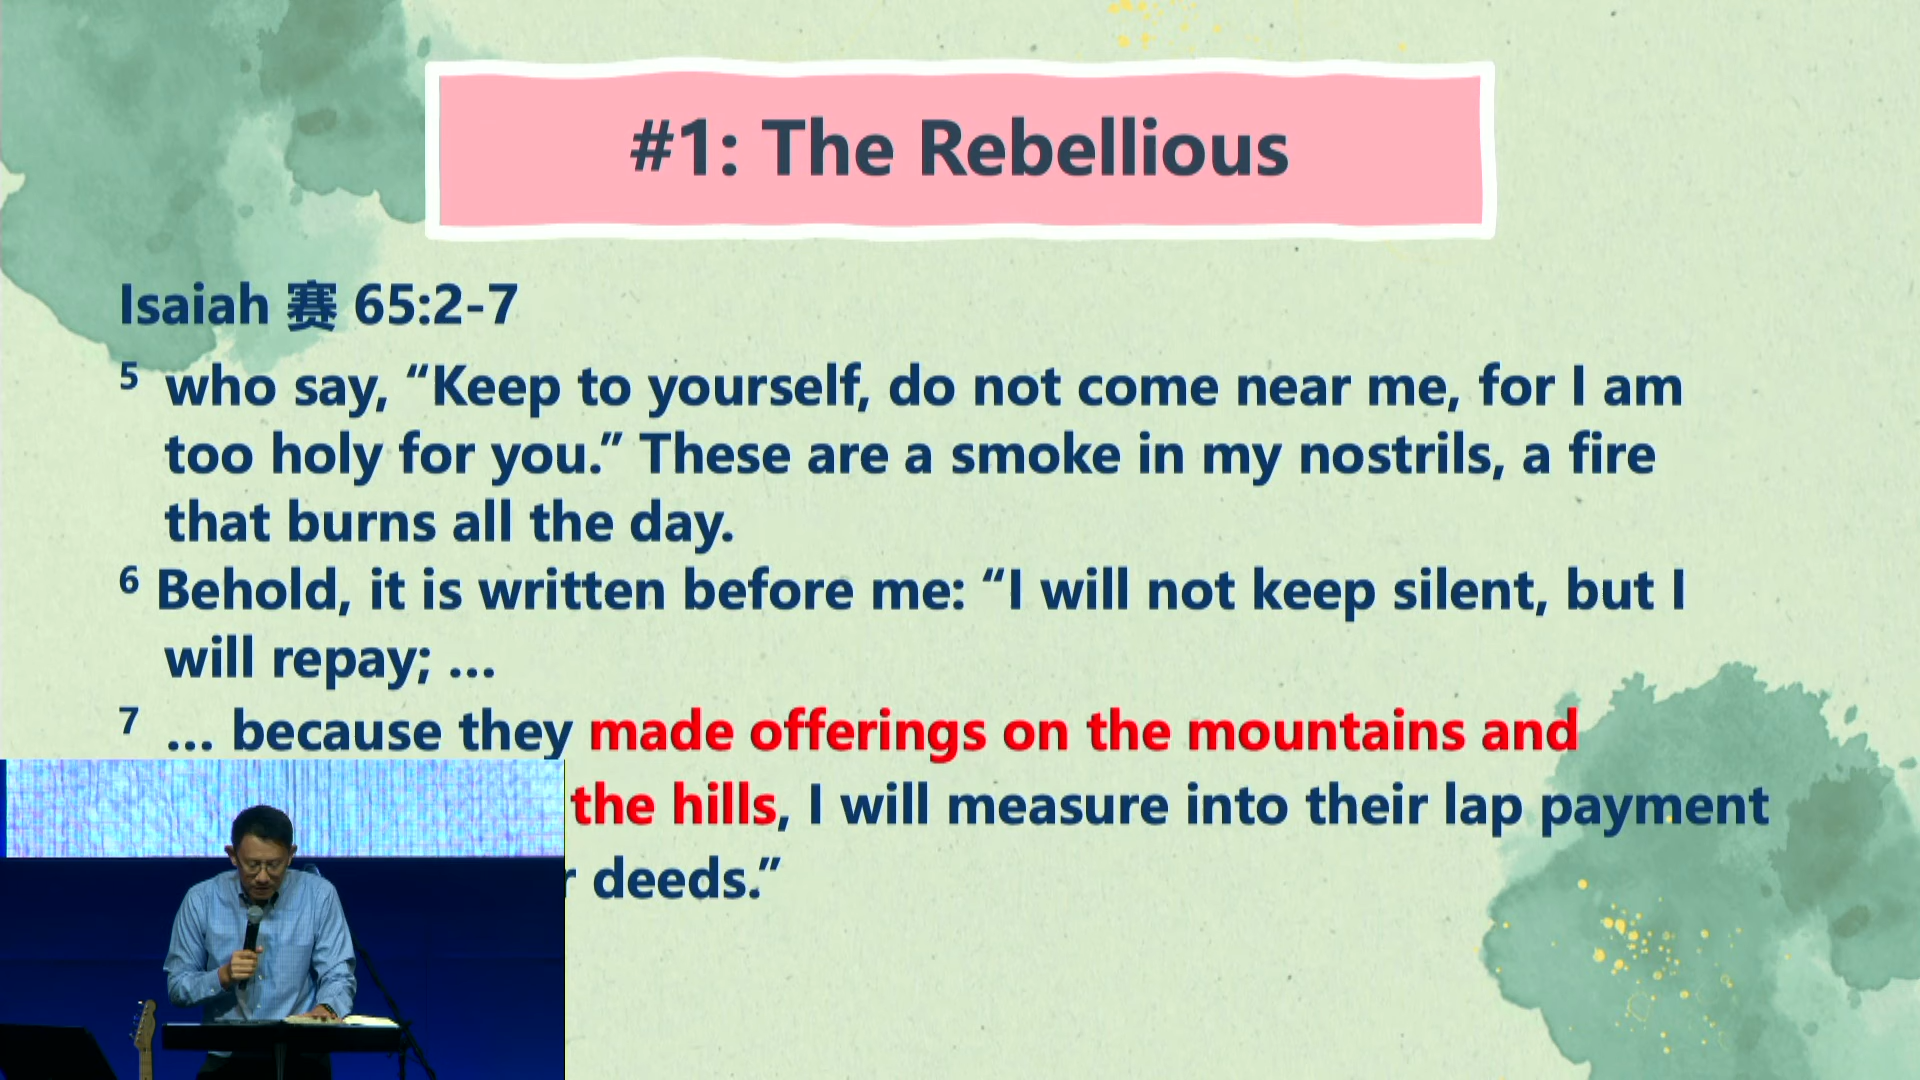 #1: The Rebellious
Isaiah 赛 65:2-7
5 who say, “Keep to yourself, do not come near me, for I am
too holy for you.” These are a smoke in my nostrils, a fire
that burns all the day.
6 Behold, it is written before me: “I will not keep silent, but I
will repay; …
7 … because they made offerings on the mountains and
the hills, I will measure into their lap payment
deeds.”